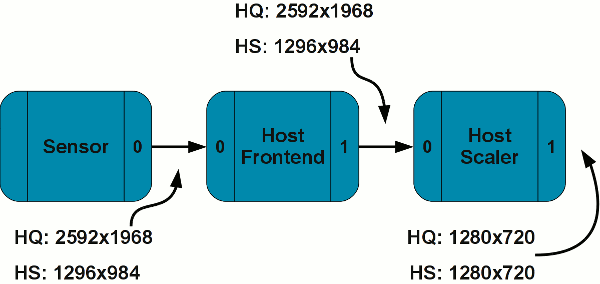 HQ: 2592x1968
HS: 1296x984
Sensor 0
0 Host Frontend 1
0 Host Scaler 1
HQ: 2592x1968
HS: 1296x984
HQ: 1280x720
HS: 1280x720